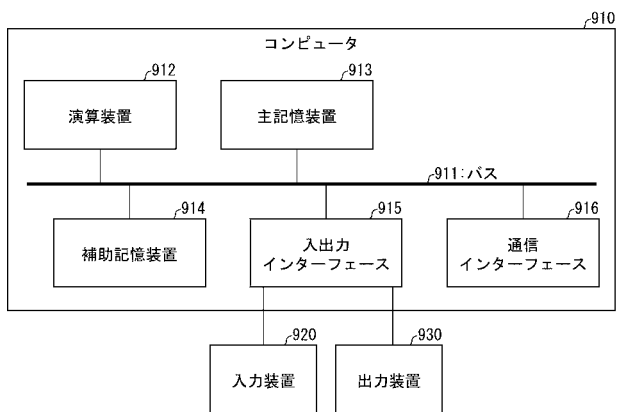 910
コンピュータ
912
913
演算装置
主記憶装置
911:バス
914
915
916
補助記憶装置
入出力
インターフェース
通信
インターフェース
920
930
入力装置
出力装置